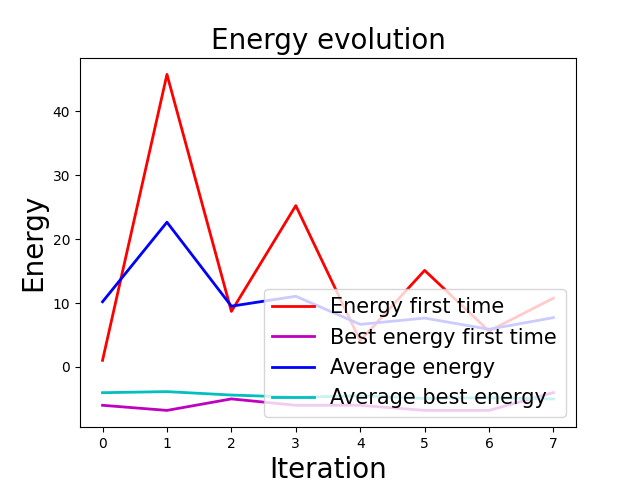 Energy evolution
Energy
40
30
20
10
0
Energy first time
Best energy first time
Average energy
Average best energy
0 1 2 3 4 5 6 7
Iteration